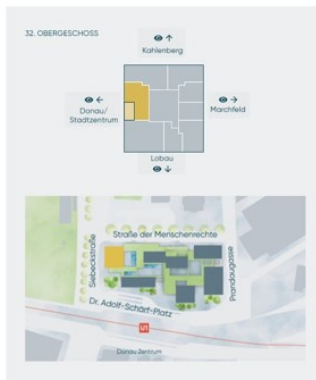 32. OBERGESCHOSS
Kahlenberg
Donau/
Stadtzentrum
Marchfeld
Lobau
Straße der Menschenrechte
Siebeckstraße
Prandaugasse
Dr. Adolf-Schärf-Platz
U1
Donau Zentrum